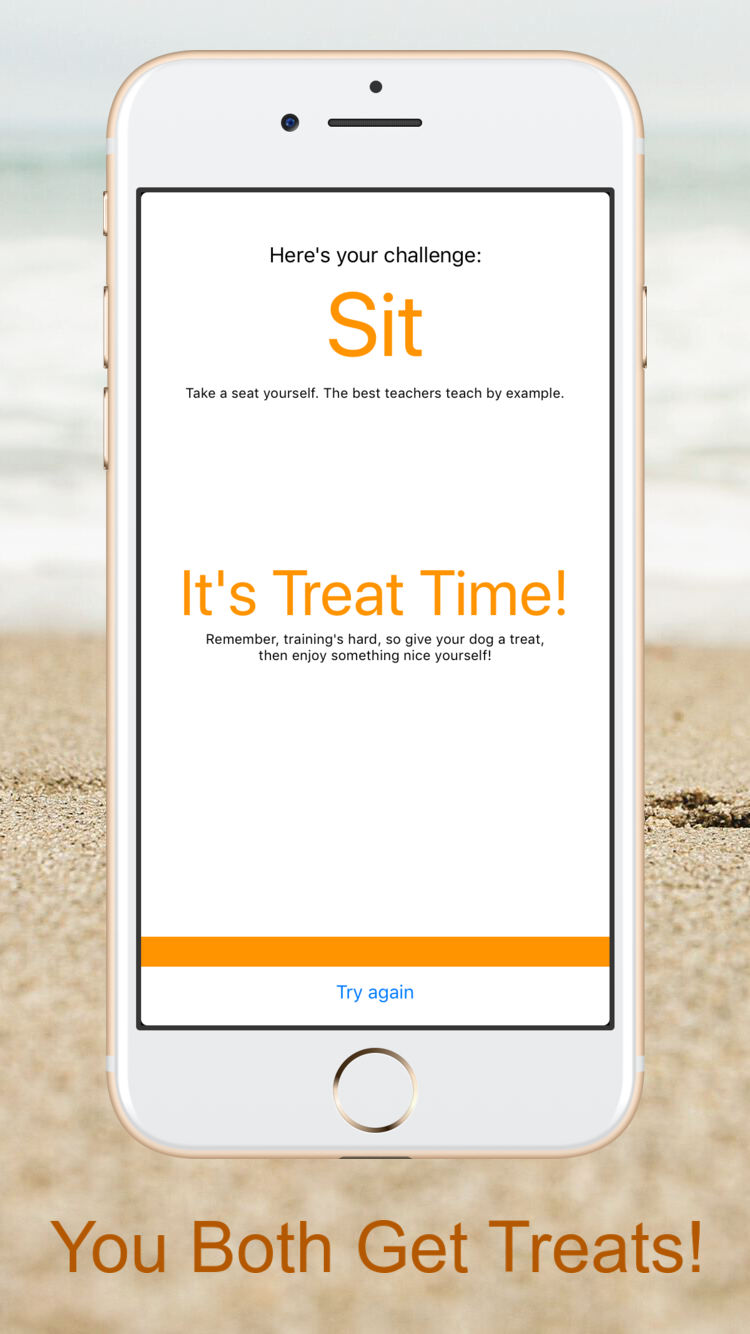 Here's your challenge:
Sit
Take a seat yourself. The best teachers teach by example.
It's Treat Time!
Remember, training's hard, so give your dog a treat,
then enjoy something nice yourself!
Try again
You Both Get Treats!